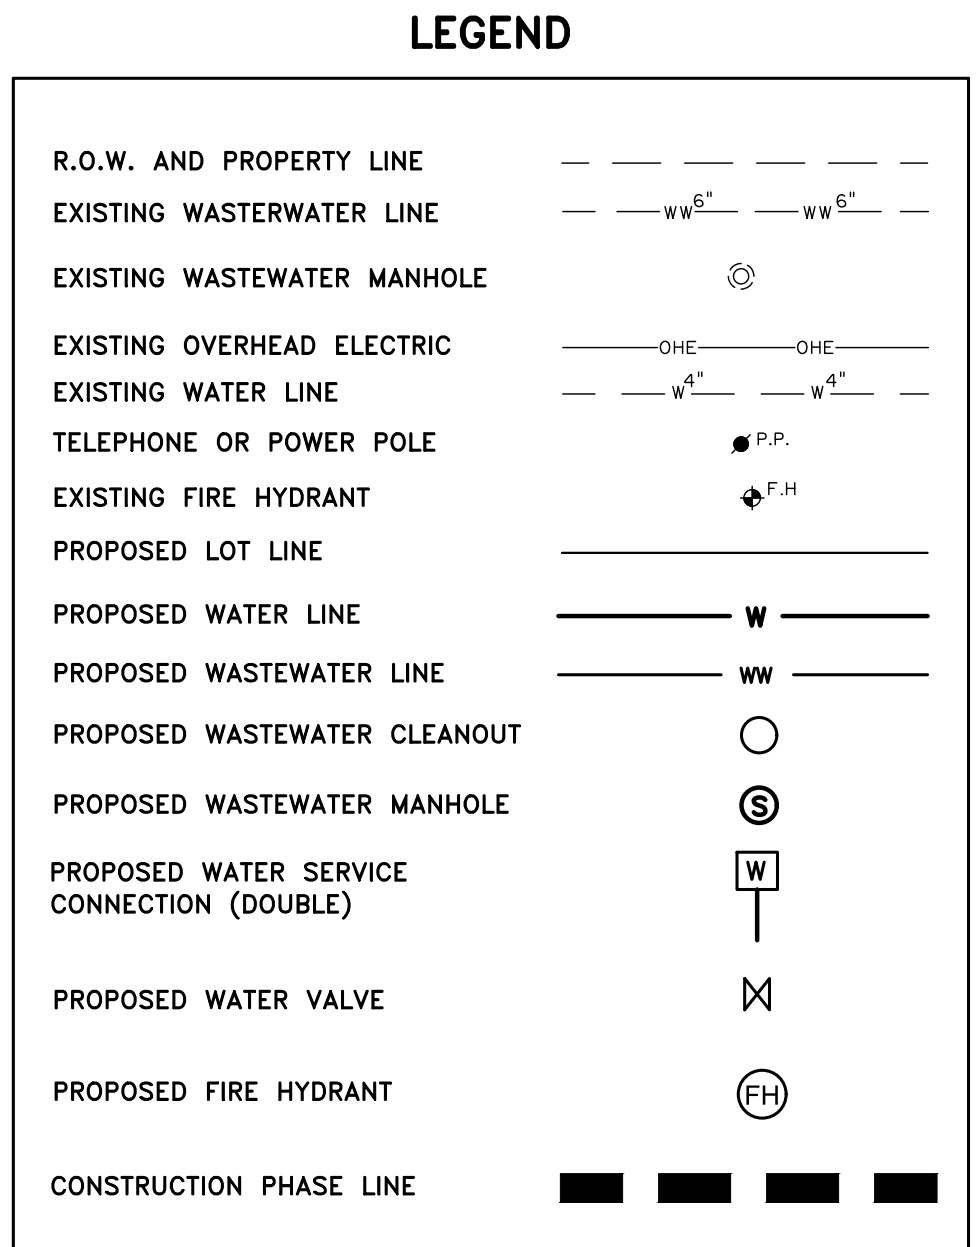 LEGEND
R.O.W. AND PROPERTY LINE
EXISTING WASTERWATER LINE WW6" WW6"
EXISTING WASTEWATER MANHOLE
EXISTING OVERHEAD ELECTRIC OHE OHE
EXISTING WATER LINE W4" W4"
TELEPHONE OR POWER POLE P.P.
EXISTING FIRE HYDRANT F.H
PROPOSED LOT LINE
PROPOSED WATER LINE W
PROPOSED WASTEWATER LINE WW
PROPOSED WASTEWATER CLEANOUT
PROPOSED WASTEWATER MANHOLE S
PROPOSED WATER SERVICE W
CONNECTION (DOUBLE)
PROPOSED WATER VALVE
PROPOSED FIRE HYDRANT FH
CONSTRUCTION PHASE LINE